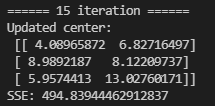 ====== 15 iteration ======
Updated center:
[[ 4.08965872  6.82716497]
[ 8.9892187   8.12209737]
[ 5.9574413  13.02760171]]
SSE: 494.83944462912837